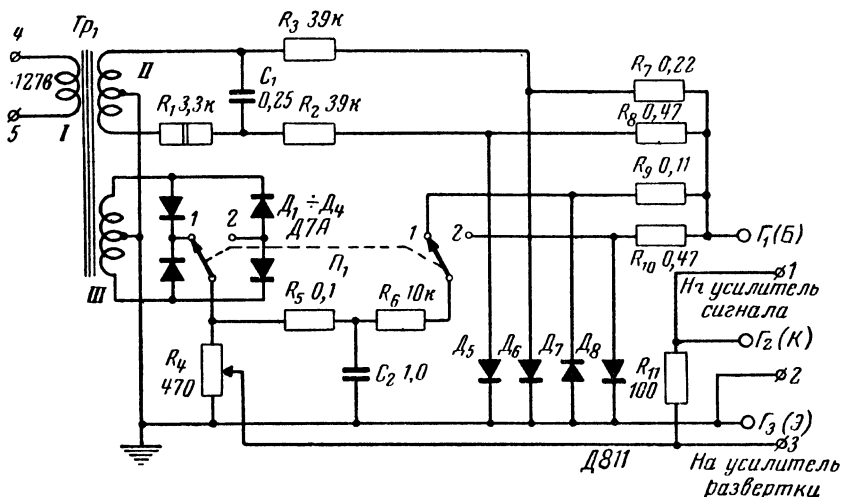 Тр₁
R₃ 39к
4
II
·127в
C₁
0,25
R₇ 0,22
5
I
R₁ 3,3к
R₂ 39к
R₈ 0,47
R₉ 0,11
1
2
Д₁ ÷ Д₄
Д7А
1
2
Г₁(Б)
П₁
R₁₀ 0,47
1
III
R₅ 0,1
R₆ 10к
На усилитель
сигнала
Г₂(К)
R₄
470
C₂ 1,0
Д₅
Д₆
Д₇
Д₈
R₁₁
100
2
Г₃(Э)
3
Д811
На усилитель
развертки